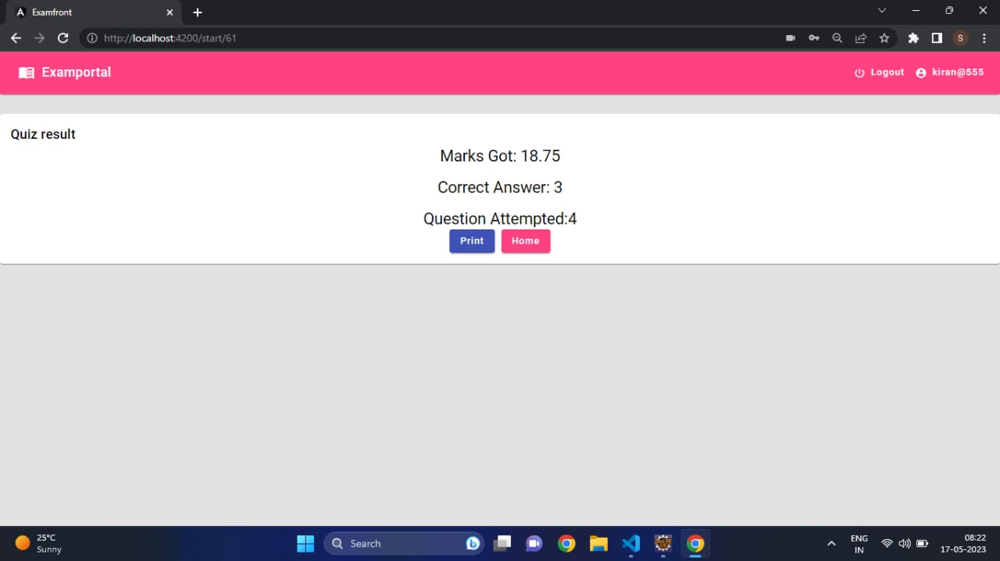 Examfront
http://localhost:4200/start/61
S
Examportal
Logout
kiran@555
Quiz result
Marks Got: 18.75
Correct Answer: 3
Question Attempted:4
Print
Home
25°C
Sunny
Search
ENG
IN
08:22
17-05-2023